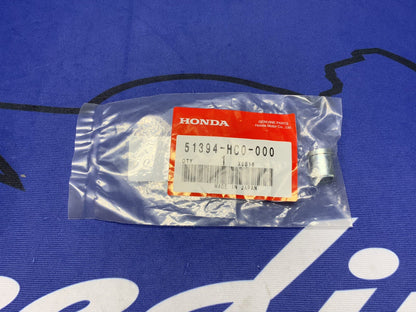 HONDA
GENUINE PARTS
Honda Motor Co., Ltd.
51394-HC0-000
QTY 1
MADE IN JAPAN